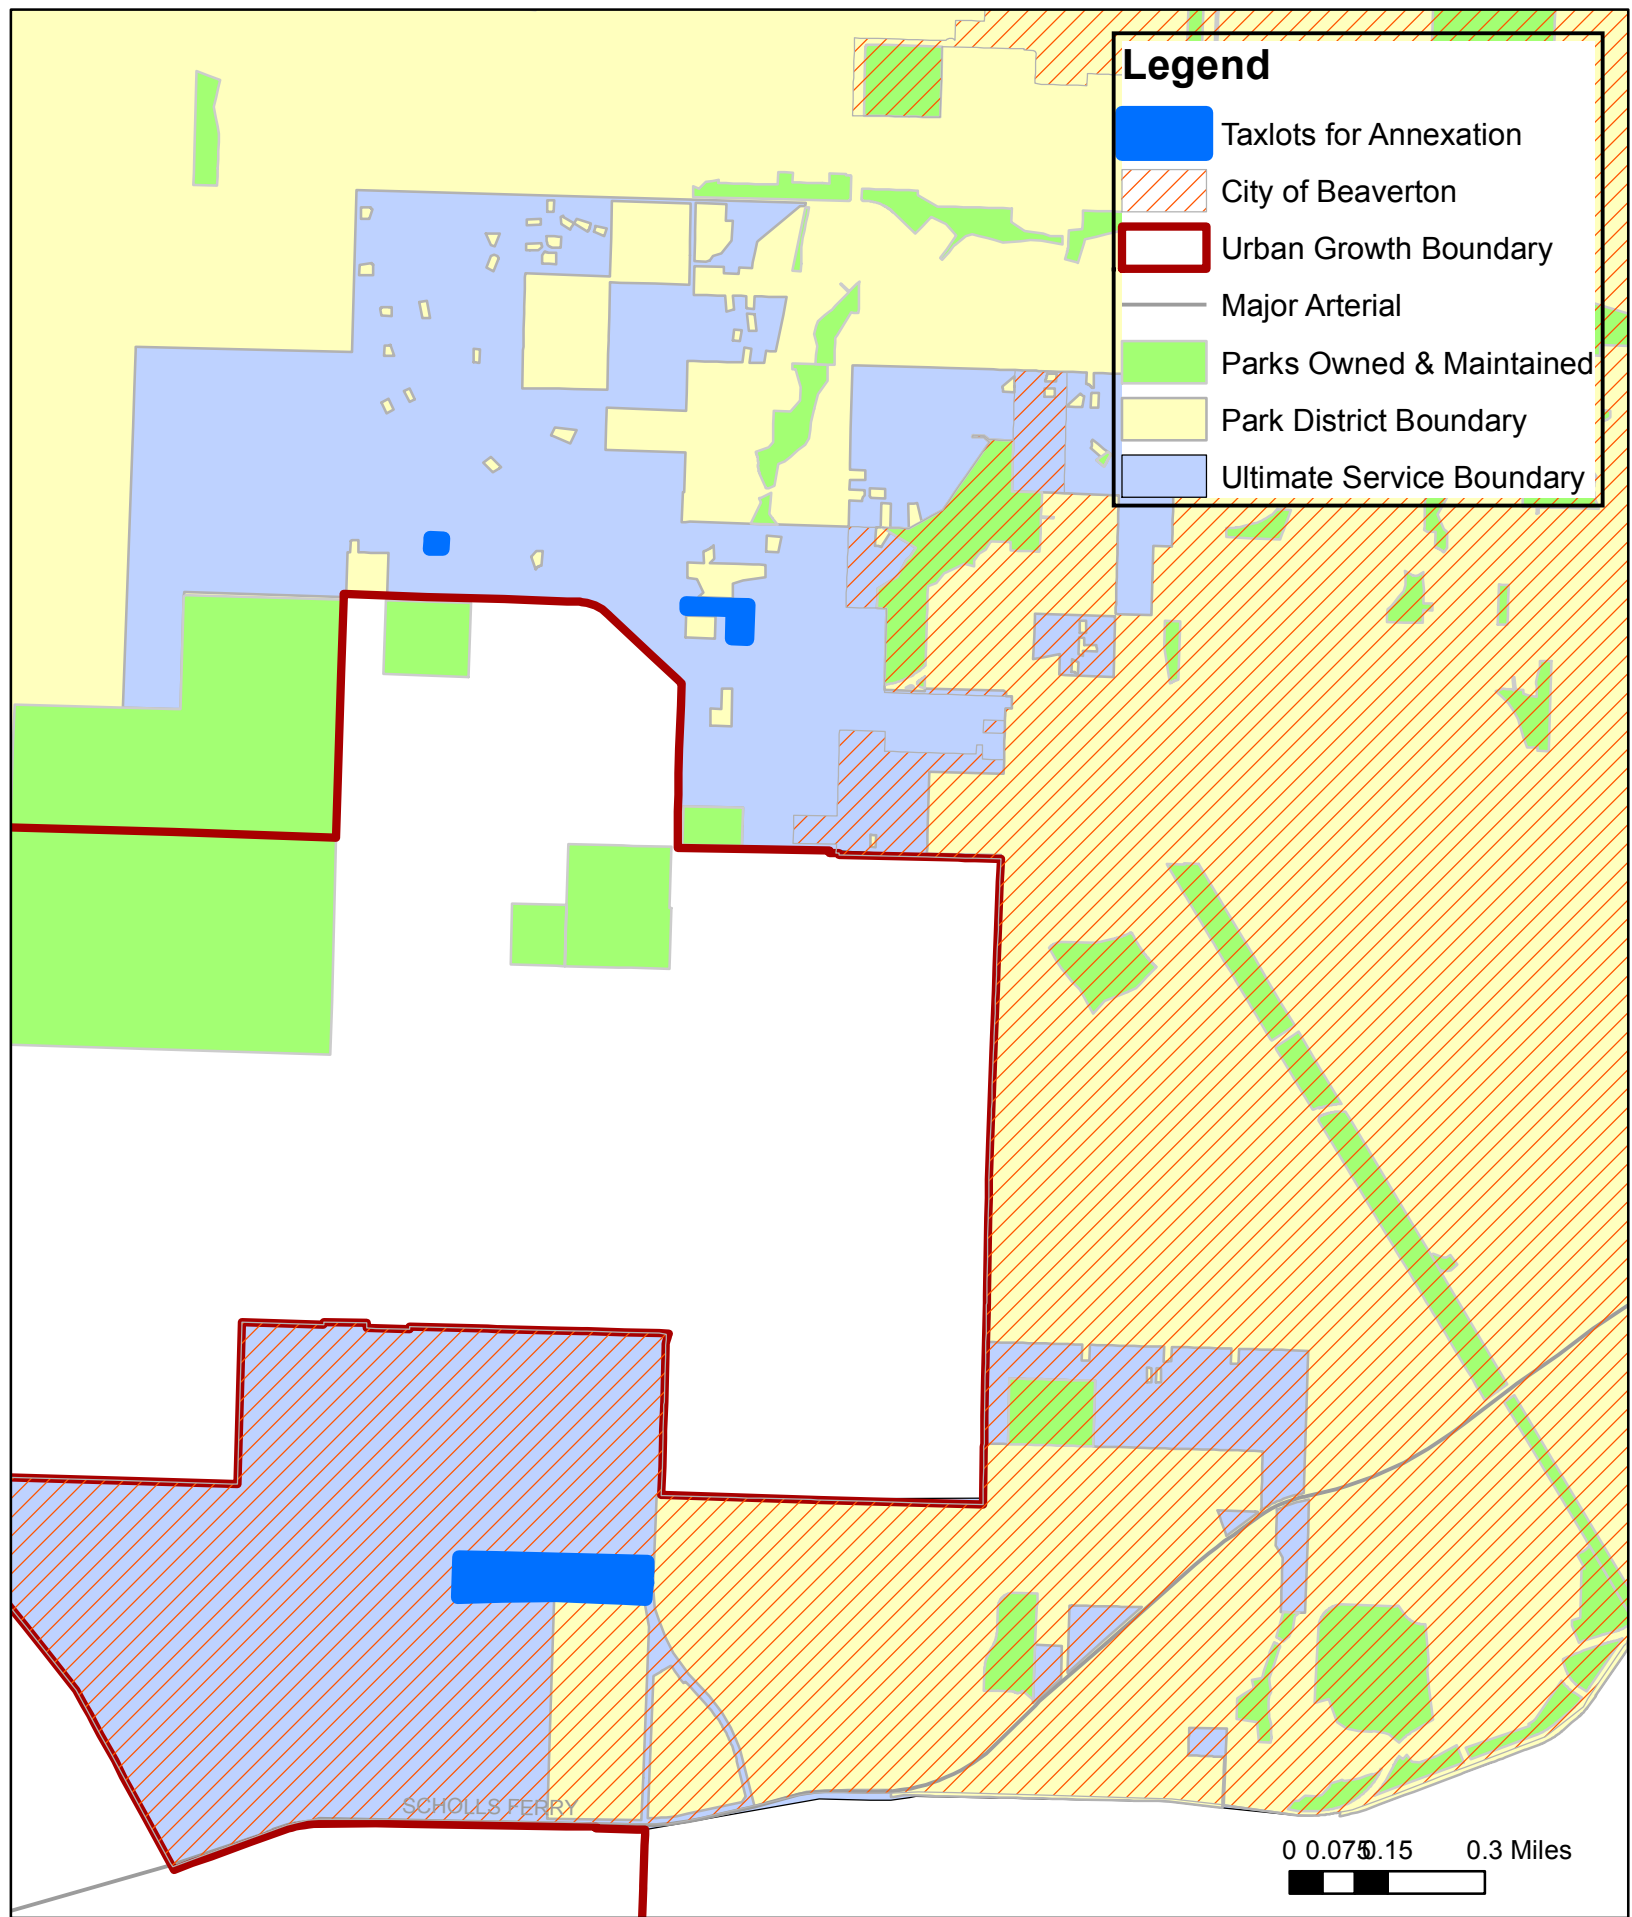 Legend
Taxlots for Annexation
City of Beaverton
Urban Growth Boundary
Major Arterial
Parks Owned & Maintained
Park District Boundary
Ultimate Service Boundary
SCHOLLS FERRY
0 0.075 0.15 0.3 Miles